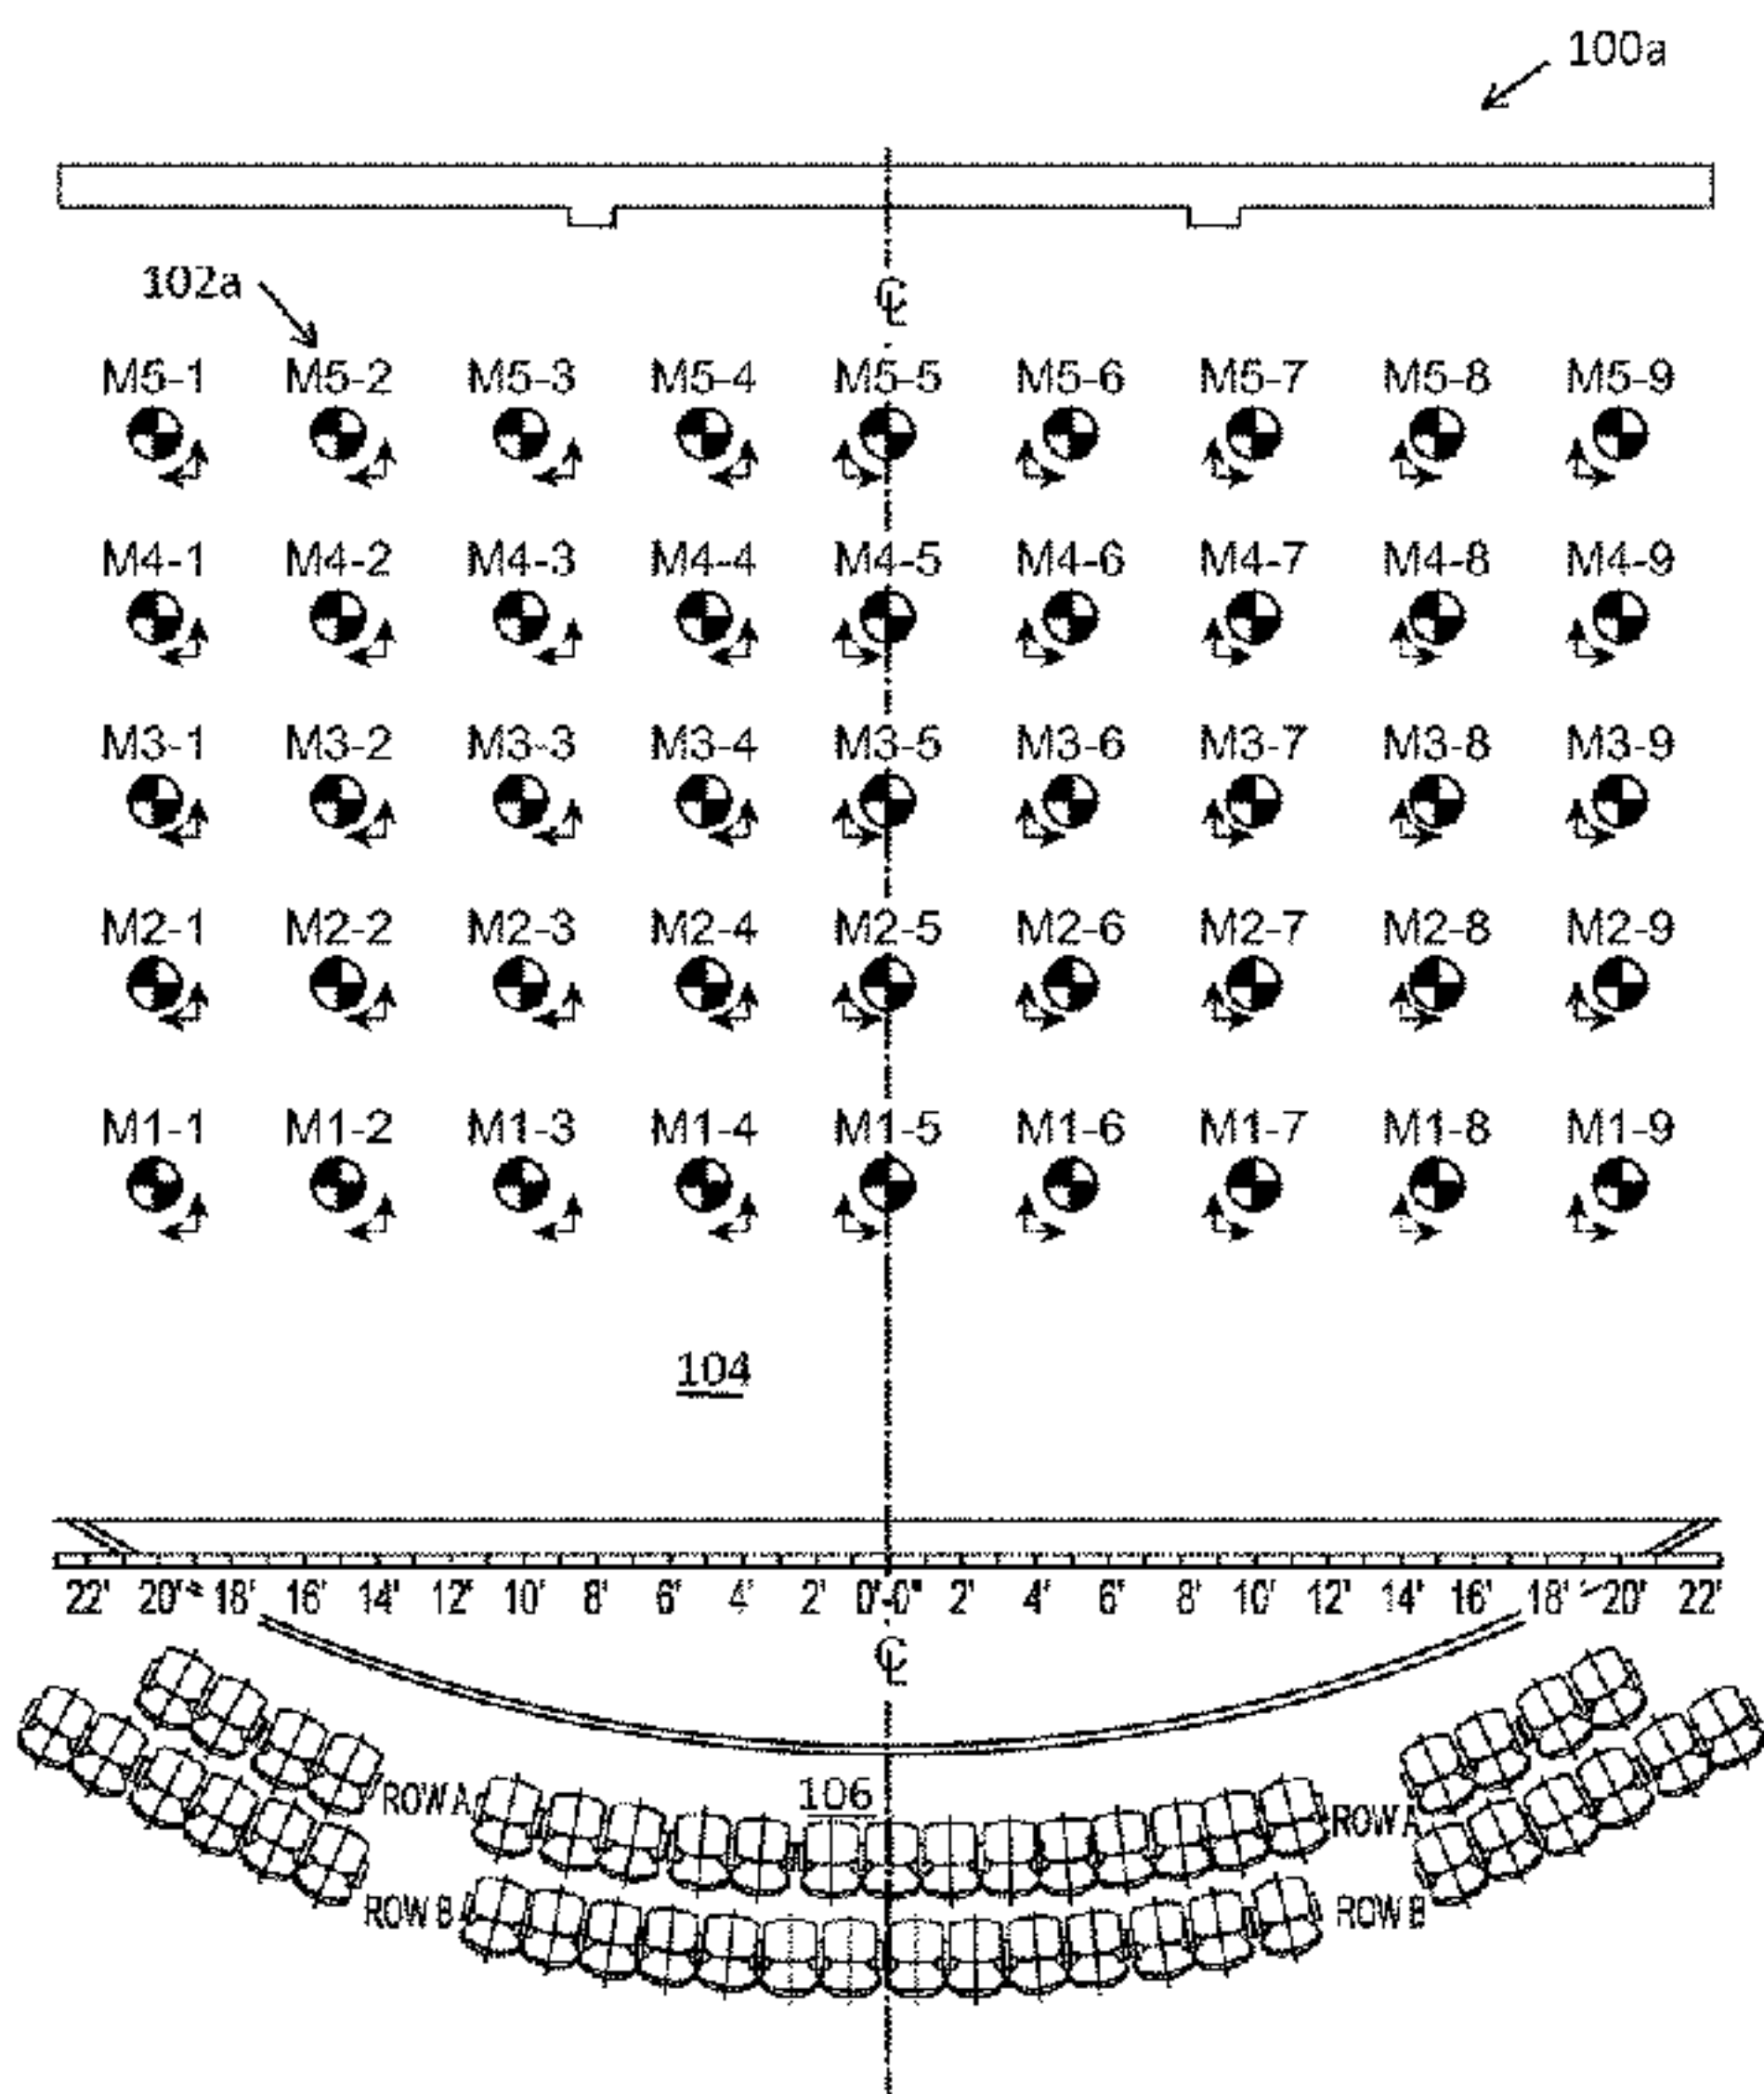 100a
℄
102a
M5-1 M5-2 M5-3 M5-4 M5-5 M5-6 M5-7 M5-8 M5-9
M4-1 M4-2 M4-3 M4-4 M4-5 M4-6 M4-7 M4-8 M4-9
M3-1 M3-2 M3-3 M3-4 M3-5 M3-6 M3-7 M3-8 M3-9
M2-1 M2-2 M2-3 M2-4 M2-5 M2-6 M2-7 M2-8 M2-9
M1-1 M1-2 M1-3 M1-4 M1-5 M1-6 M1-7 M1-8 M1-9
104
22' 20' 18' 16' 14' 12' 10' 8' 6' 4' 2' 0'-0" 2' 4' 6' 8' 10' 12' 14' 16' 18' 20' 22'
℄
ROW A 106 ROW A
ROW B ROW B